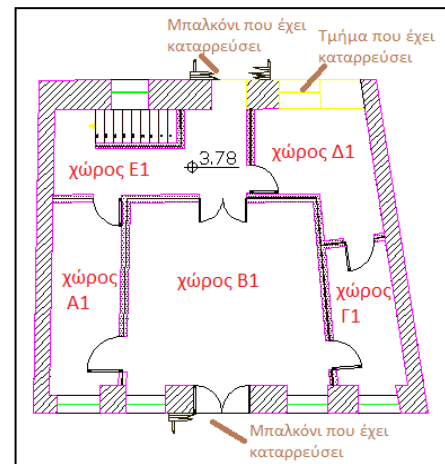 Μπαλκόνι που έχει
καταρρεύσει
Τμήμα που έχει
καταρρεύσει
χώρος Ε1
3,78
χώρος Δ1
χώρος
Α1
χώρος Β1
χώρος
Γ1
Μπαλκόνι που έχει
καταρρεύσει